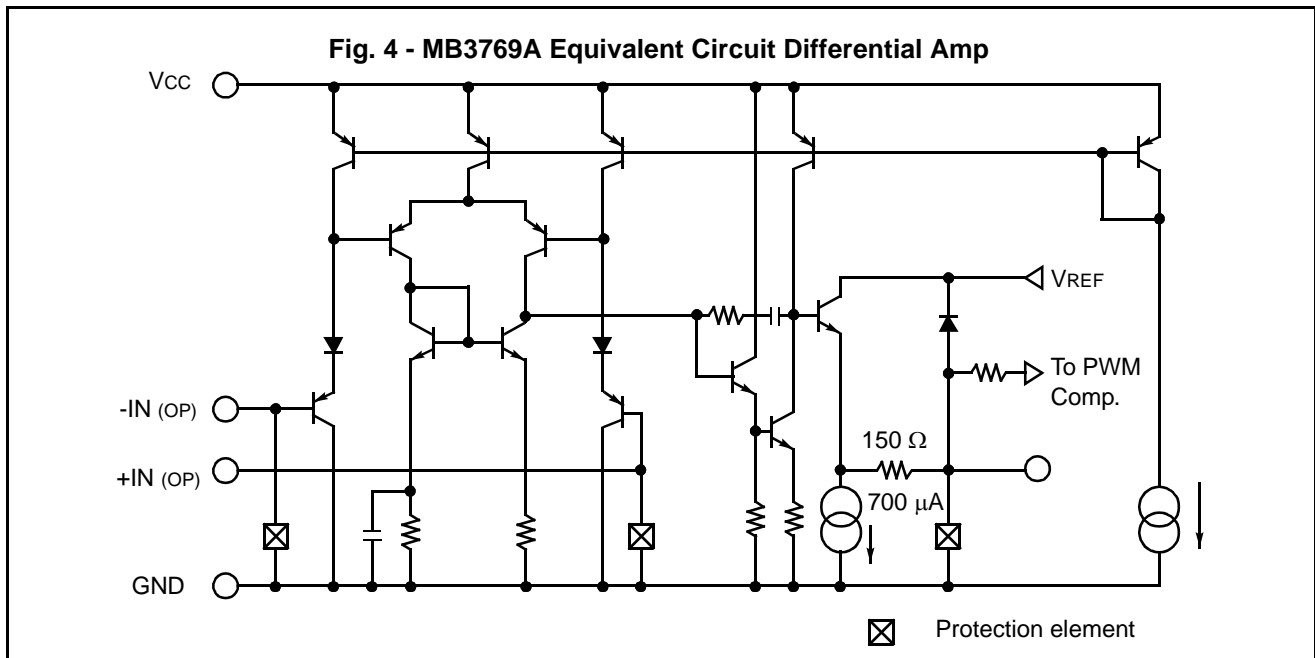 Fig. 4 - MB3769A Equivalent Circuit Differential Amp
VCC
VREF
To PWM
Comp.
-IN (OP)
150 Ω
+IN (OP)
700 μA
GND
Protection element